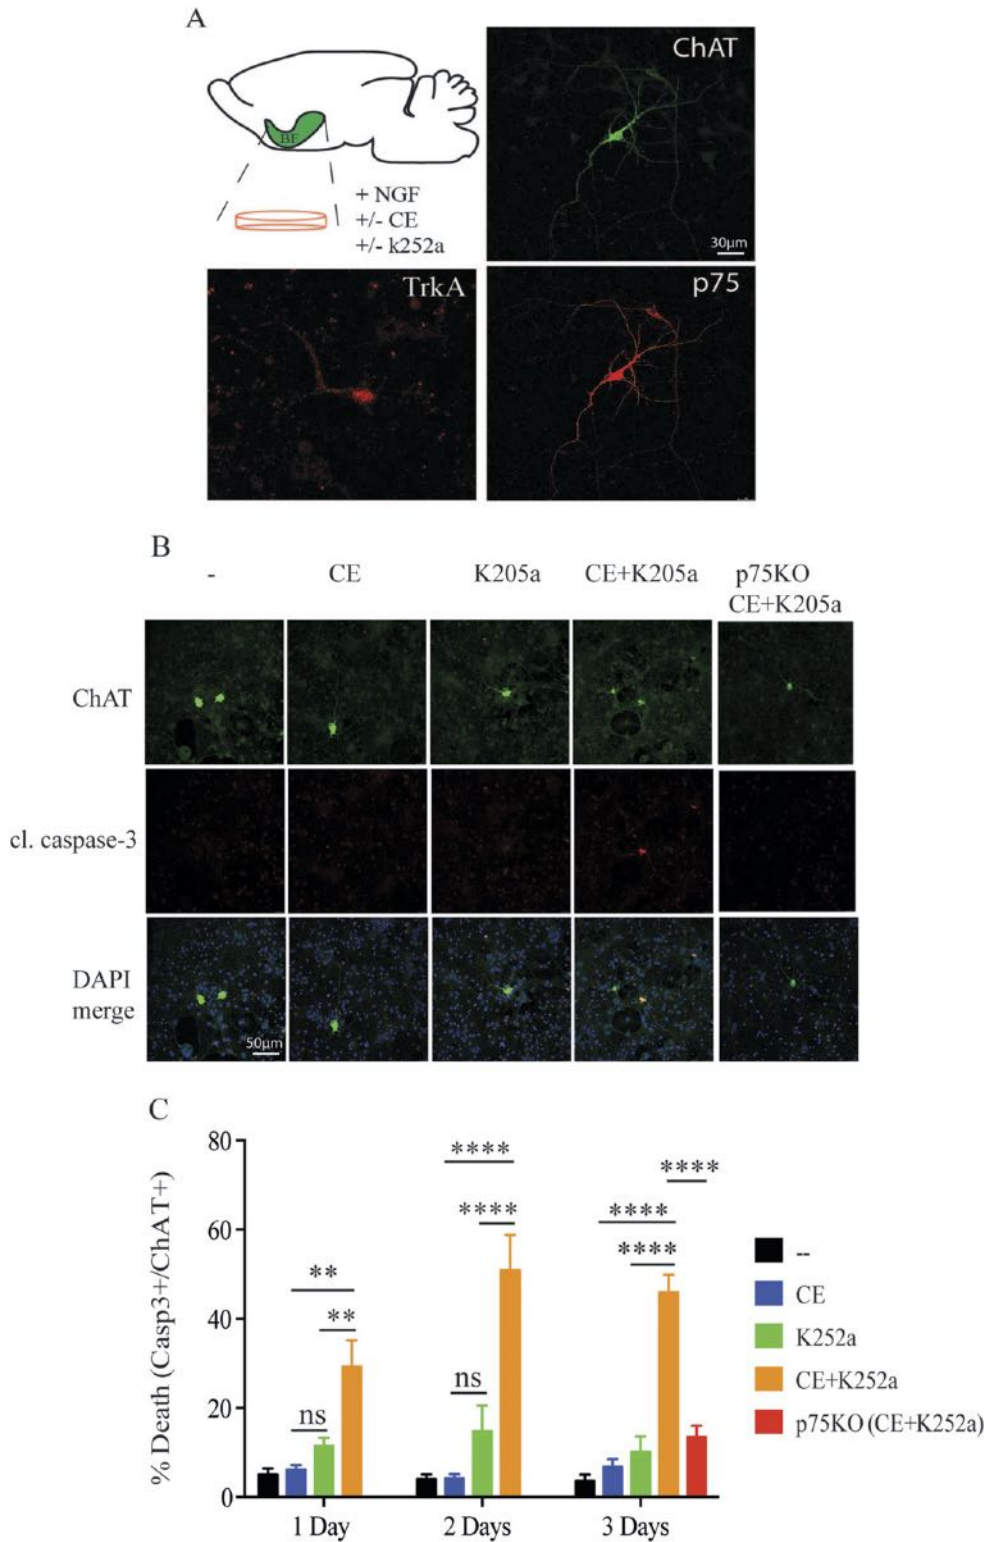 A
BF
+ NGF
+/- CE
+/- k252a
ChAT
30µm
TrkA
p75
B
-
CE
K205a
CE+K205a
p75KO
CE+K205a
ChAT
cl. caspase-3
DAPI
merge
50µm
C
% Death (Casp3+/ChAT+)
80
60
40
20
0
**
**
ns
****
****
ns
****
****
****
1 Day
2 Days
3 Days
--
CE
K252a
CE+K252a
p75KO (CE+K252a)